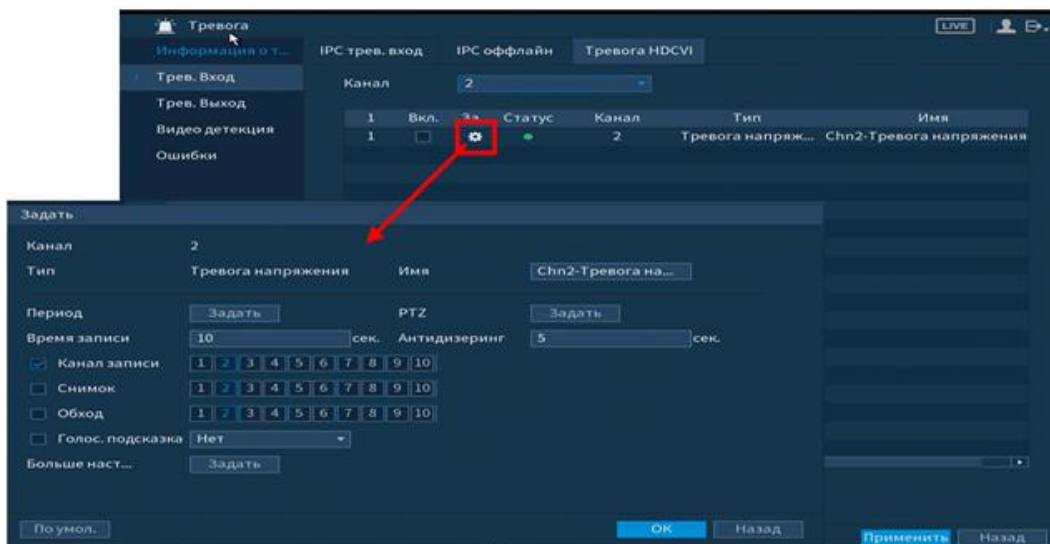 Тревога
LIVE
Информация о т...
IPC трев. вход IPC оффлайн Тревога HDCVI
Трев. Вход
Канал 2
Трев. Выход
1 Вкл. За... Статус Канал Тип Имя
Видео детекция
1 2 Тревога напряж... Chn2-Тревога напряжения
Ошибки
Задать
Канал 2
Тип Тревога напряжения Имя Chn2-Тревога на...
Период Задать PTZ Задать
Время записи 10 сек. Антидизеринг 5 сек.
Канал записи 1 2 3 4 5 6 7 8 9 10
Снимок 1 2 3 4 5 6 7 8 9 10
Обход 1 2 3 4 5 6 7 8 9 10
Голос. подсказка Нет
Больше наст... Задать
По умол. OK Назад
Применить Назад